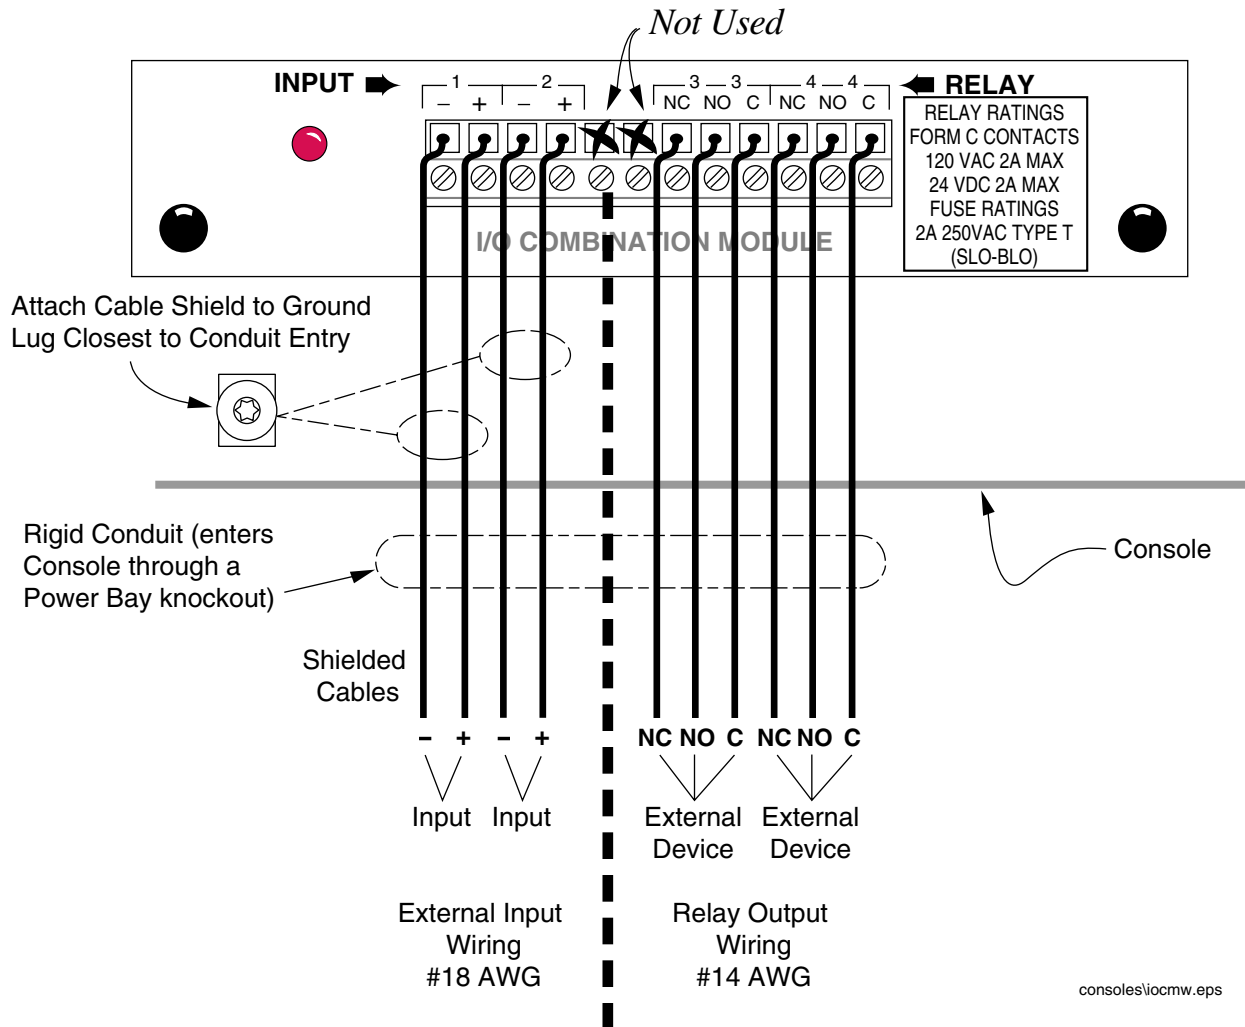 Not Used
INPUT
1 2 3 3 4 4
RELAY
– + – + NC NO C NC NO C
RELAY RATINGS
FORM C CONTACTS
120 VAC 2A MAX
24 VDC 2A MAX
FUSE RATINGS
2A 250VAC TYPE T
(SLO-BLO)
I/O COMBINATION MODULE
Attach Cable Shield to Ground
Lug Closest to Conduit Entry
Rigid Conduit (enters
Console through a
Power Bay knockout)
Console
Shielded
Cables
– + – + NC NO C NC NO C
Input Input
External
Device
External
Device
External Input
Wiring
#18 AWG
Relay Output
Wiring
#14 AWG
consoles\iocmw.eps